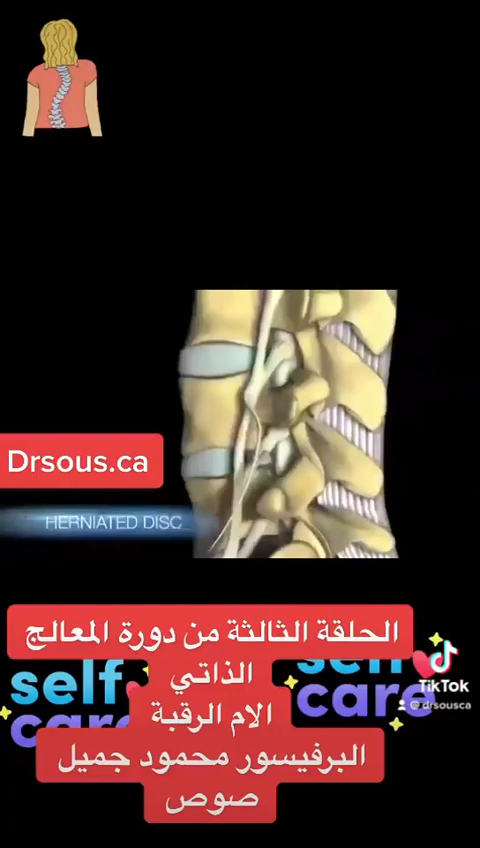 Drsous.ca
HERNIATED DISC
الحلقة الثالثة من دورة المعالج
الذاتي
الام الرقبة
البرفيسور محمود جميل
صوص
self
care
self
care
TikTok
@drsousca